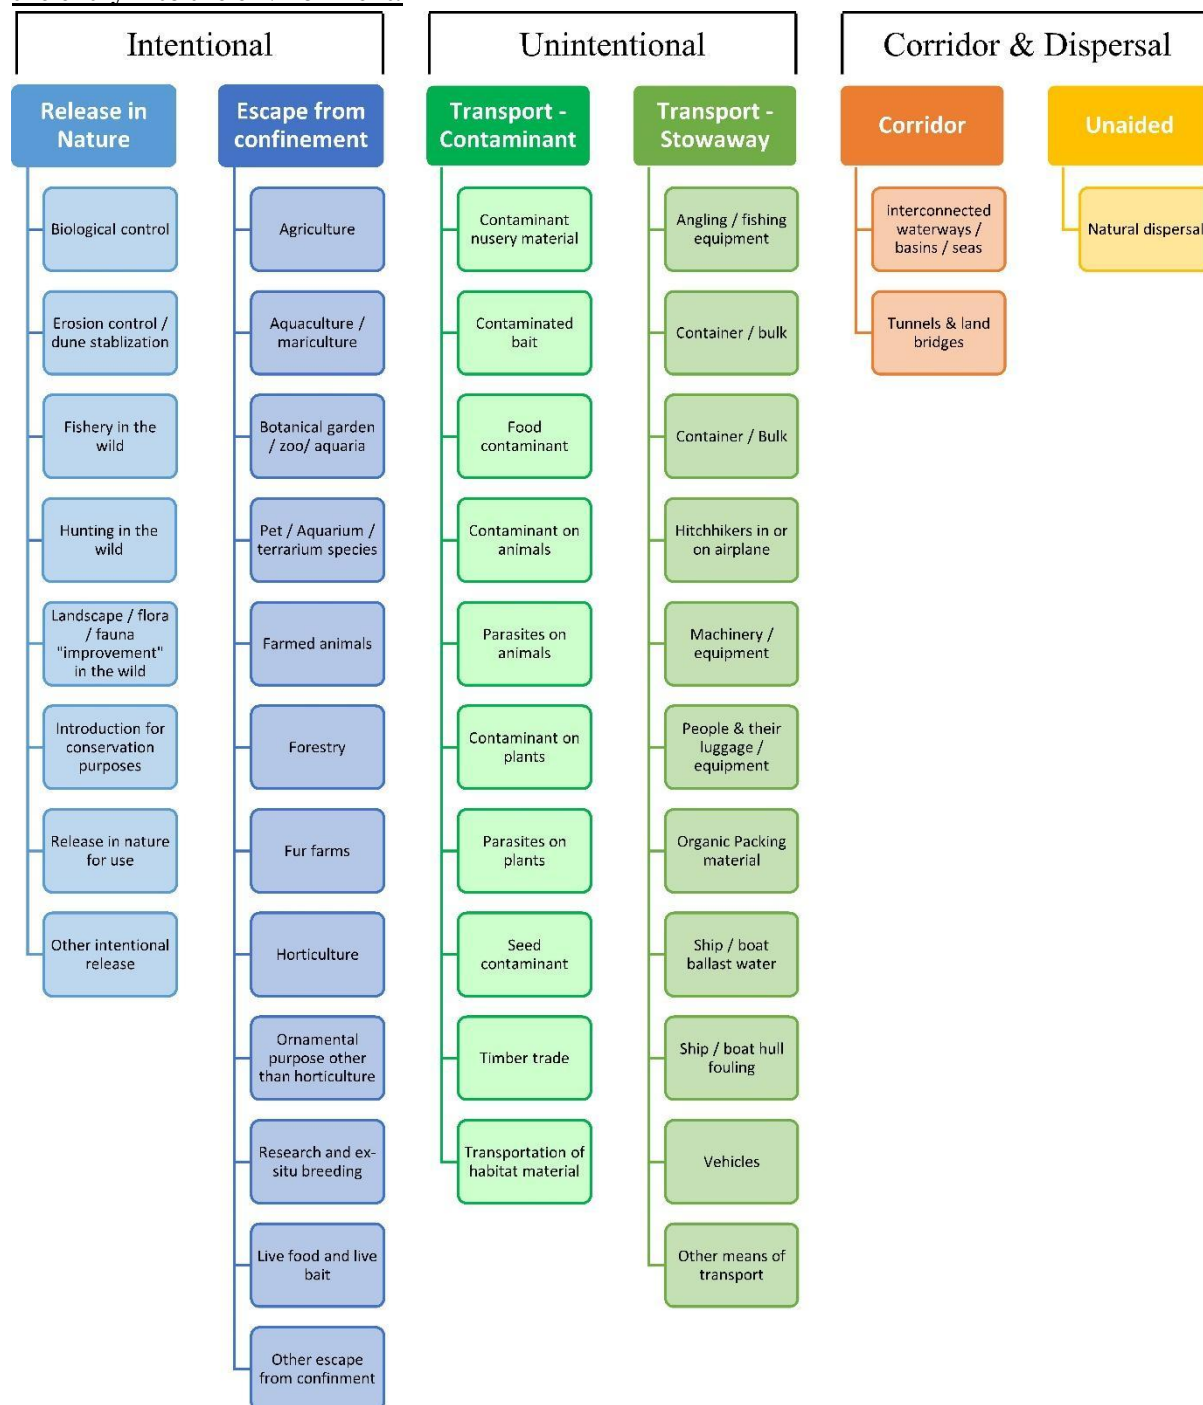 Intentional
Unintentional
Corridor & Dispersal
Release in
Nature
Biological control
Erosion control /
dune stablization
Fishery in the
wild
Hunting in the
wild
Landscape / flora
/ fauna
"improvement"
in the wild
Introduction for
conservation
purposes
Release in nature
for use
Other intentional
release
Escape from
confinement
Agriculture
Aquaculture /
mariculture
Botanical garden
/ zoo/ aquaria
Pet / Aquarium /
terrarium species
Farmed animals
Forestry
Fur farms
Horticulture
Ornamental
purpose other
than horticulture
Research and ex-
situ breeding
Live food and live
bait
Other escape
from confinment
Transport -
Contaminant
Contaminant
nusery material
Contaminated
bait
Food
contaminant
Contaminant on
animals
Parasites on
animals
Contaminant on
plants
Parasites on
plants
Seed
contaminant
Timber trade
Transportation of
habitat material
Transport -
Stowaway
Angling / fishing
equipment
Container / bulk
Container / Bulk
Hitchhikers in or
on airplane
Machinery /
equipment
People & their
luggage /
equipment
Organic Packing
material
Ship / boat
ballast water
Ship / boat hull
fouling
Vehicles
Other means of
transport
Corridor
interconnected
waterways /
basins / seas
Tunnels & land
bridges
Unaided
Natural dispersal